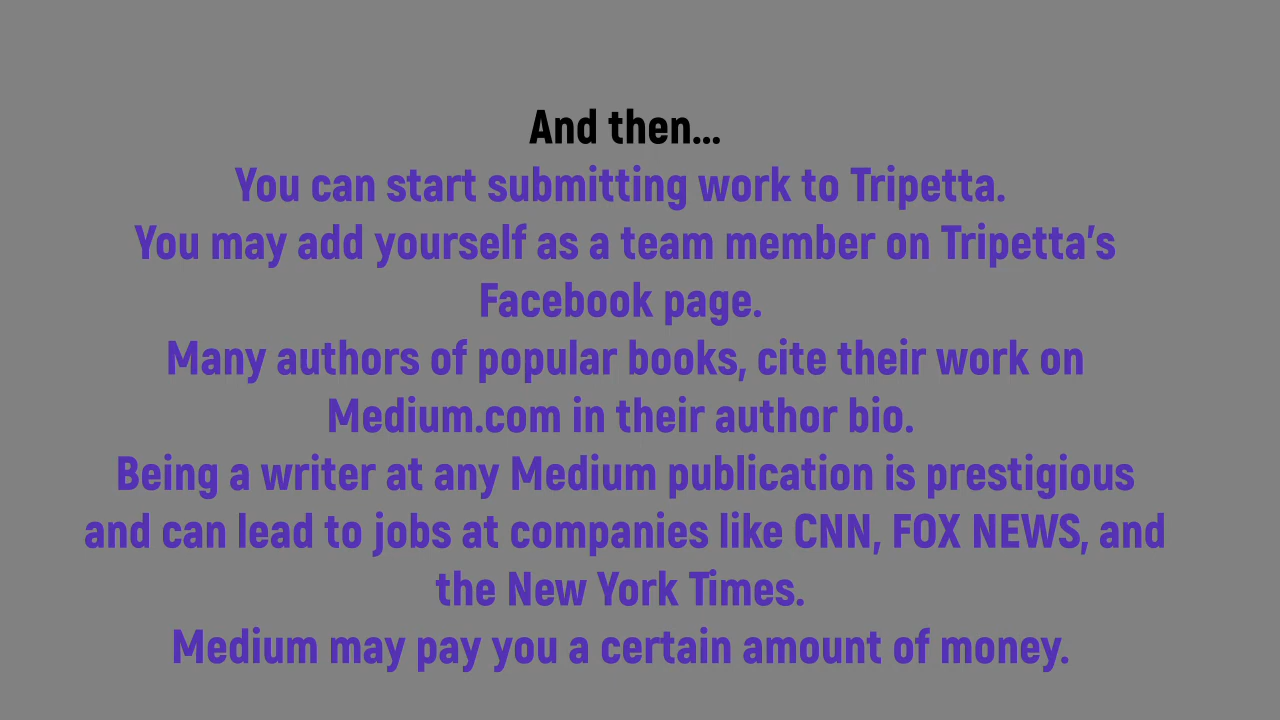 And then...
You can start submitting work to Tripetta.
You may add yourself as a team member on Tripetta's
Facebook page.
Many authors of popular books, cite their work on
Medium.com in their author bio.
Being a writer at any Medium publication is prestigious
and can lead to jobs at companies like CNN, FOX NEWS, and
the New York Times.
Medium may pay you a certain amount of money.